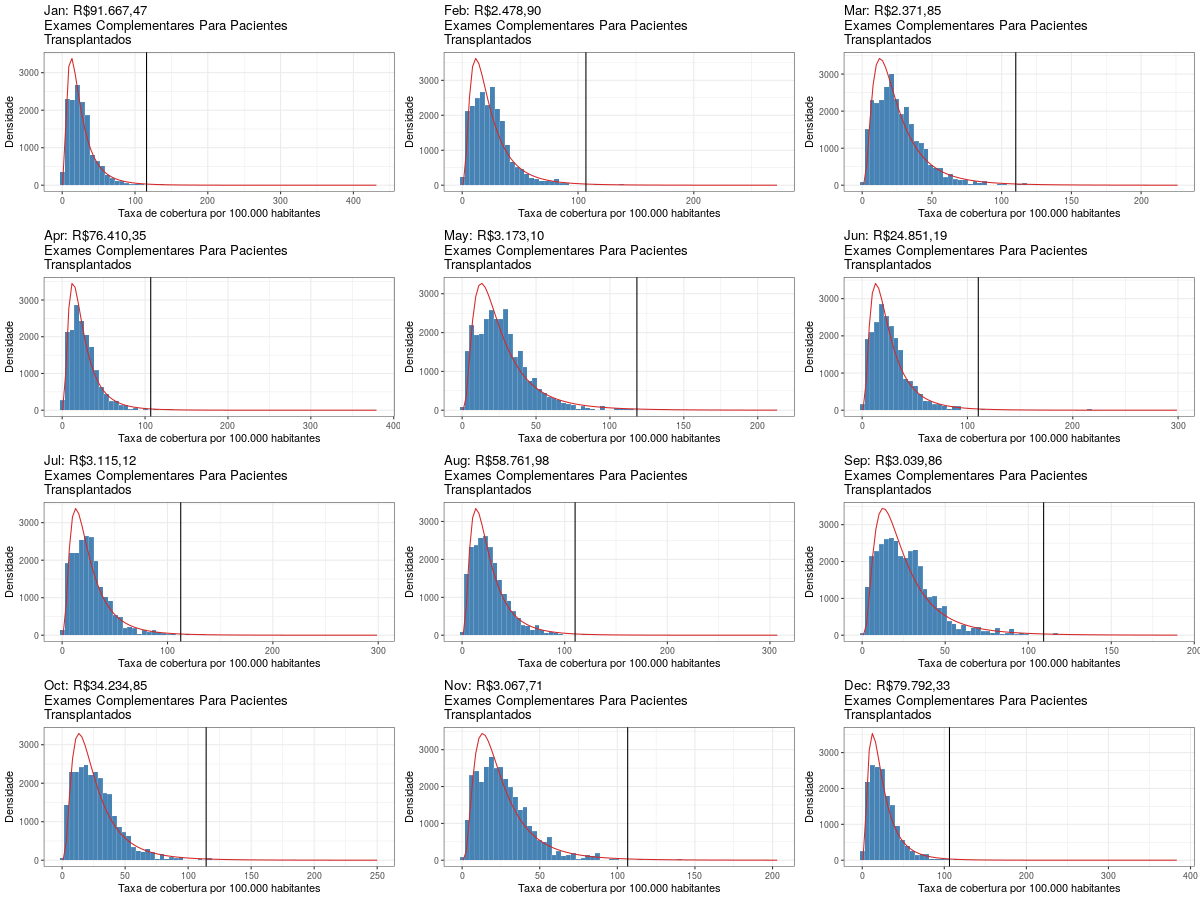 Jan: R$91.667,47
Exames Complementares Para Pacientes
Transplantados
Densidade
3000
2000
1000
0
0 100 200 300 400
Taxa de cobertura por 100.000 habitantes
Feb: R$2.478,90
Exames Complementares Para Pacientes
Transplantados
Densidade
3000
2000
1000
0
0 100 200
Taxa de cobertura por 100.000 habitantes
Mar: R$2.371,85
Exames Complementares Para Pacientes
Transplantados
Densidade
3000
2000
1000
0
0 50 100 150 200
Taxa de cobertura por 100.000 habitantes
Apr: R$76.410,35
Exames Complementares Para Pacientes
Transplantados
Densidade
3000
2000
1000
0
0 100 200 300 400
Taxa de cobertura por 100.000 habitantes
May: R$3.173,10
Exames Complementares Para Pacientes
Transplantados
Densidade
3000
2000
1000
0
0 50 100 150 200
Taxa de cobertura por 100.000 habitantes
Jun: R$24.851,19
Exames Complementares Para Pacientes
Transplantados
Densidade
3000
2000
1000
0
0 100 200 300
Taxa de cobertura por 100.000 habitantes
Jul: R$3.115,12
Exames Complementares Para Pacientes
Transplantados
Densidade
3000
2000
1000
0
0 100 200 300
Taxa de cobertura por 100.000 habitantes
Aug: R$58.761,98
Exames Complementares Para Pacientes
Transplantados
Densidade
3000
2000
1000
0
0 100 200 300
Taxa de cobertura por 100.000 habitantes
Sep: R$3.039,86
Exames Complementares Para Pacientes
Transplantados
Densidade
3000
2000
1000
0
0 50 100 150 200
Taxa de cobertura por 100.000 habitantes
Oct: R$34.234,85
Exames Complementares Para Pacientes
Transplantados
Densidade
3000
2000
1000
0
0 50 100 150 200 250
Taxa de cobertura por 100.000 habitantes
Nov: R$3.067,71
Exames Complementares Para Pacientes
Transplantados
Densidade
3000
2000
1000
0
0 50 100 150 200
Taxa de cobertura por 100.000 habitantes
Dec: R$79.792,33
Exames Complementares Para Pacientes
Transplantados
Densidade
3000
2000
1000
0
0 100 200 300 400
Taxa de cobertura por 100.000 habitantes